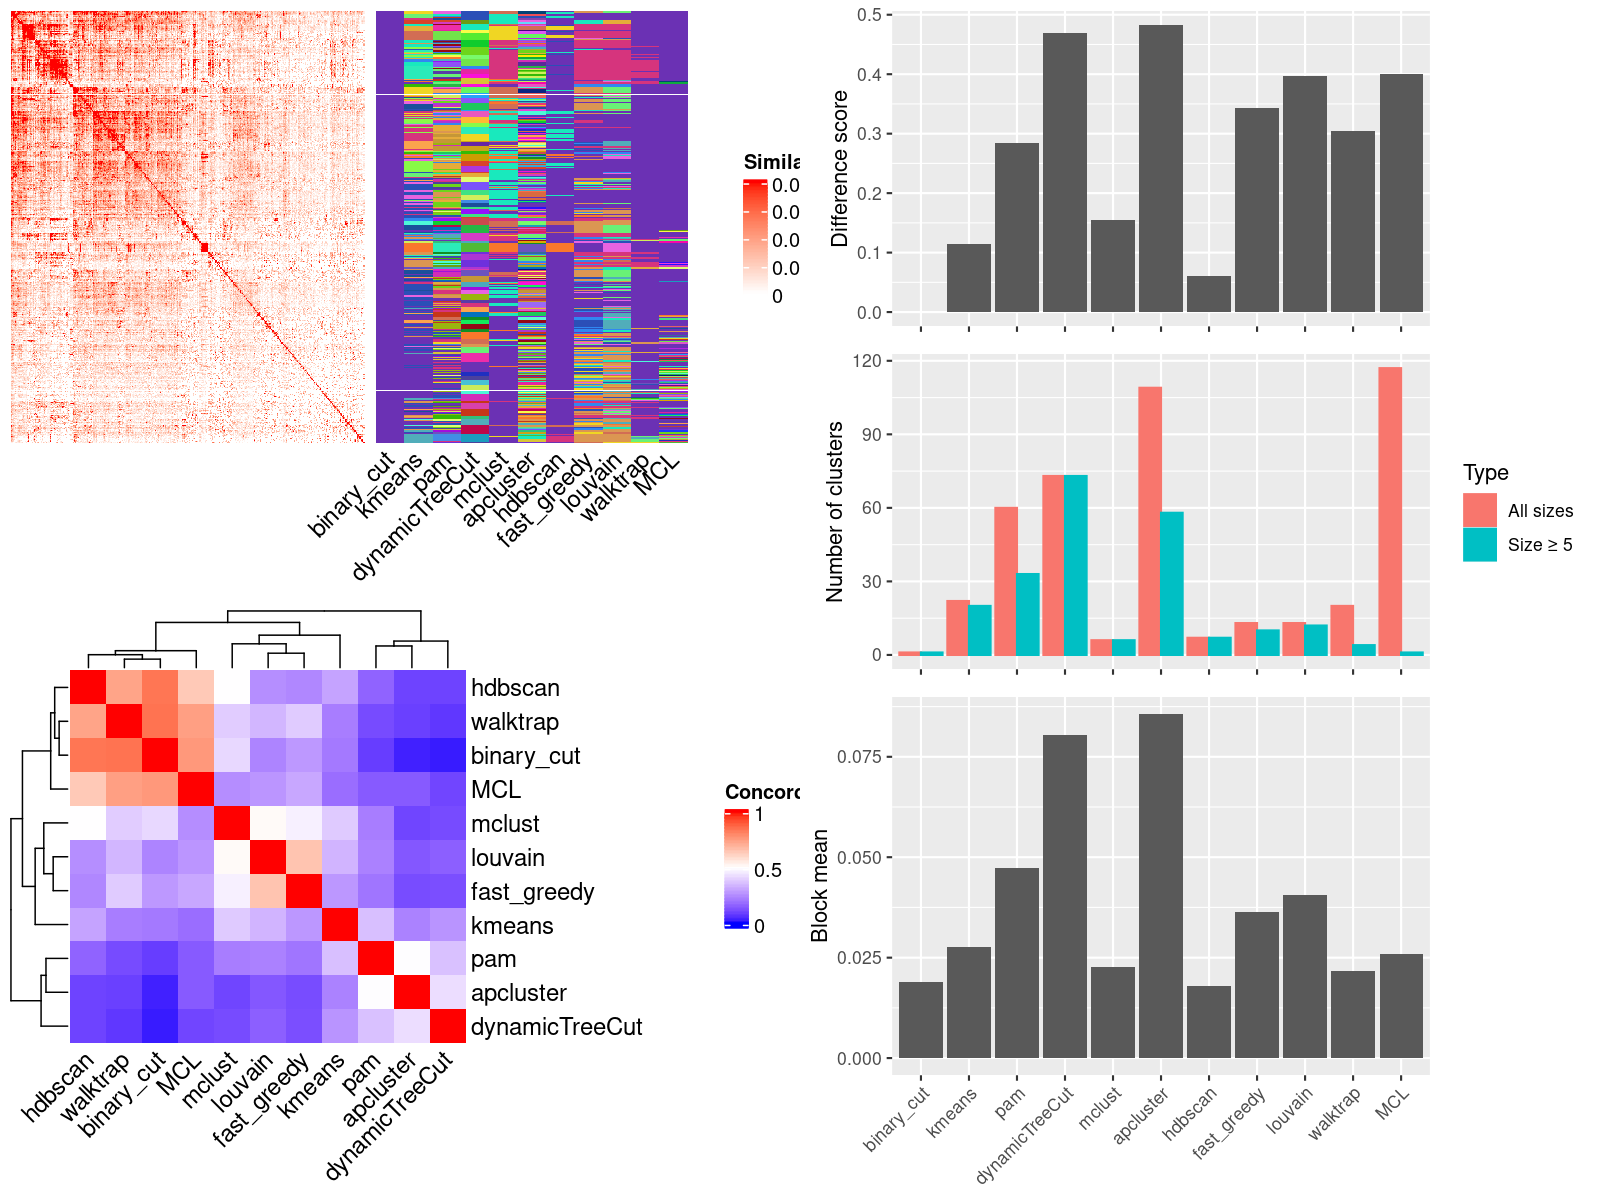 Simila
0.0
0.0
0.0
0.0
0
binary_cut
kmeans
pam
dynamicTreeCut
mclust
apcluster
hdbscan
fast_greedy
louvain
walktrap
MCL
hdbscan
walktrap
binary_cut
MCL
mclust
louvain
fast_greedy
kmeans
pam
apcluster
dynamicTreeCut
hdbscan
walktrap
binary_cut
MCL
mclust
louvain
fast_greedy
kmeans
pam
apcluster
dynamicTreeCut
Concord
1
0.5
0
Difference score
0.5
0.4
0.3
0.2
0.1
0.0
Number of clusters
120
90
60
30
0
Type
All sizes
Size ≥ 5
Block mean
0.075
0.050
0.025
0.000
binary_cut
kmeans
pam
dynamicTreeCut
mclust
apcluster
hdbscan
fast_greedy
louvain
walktrap
MCL